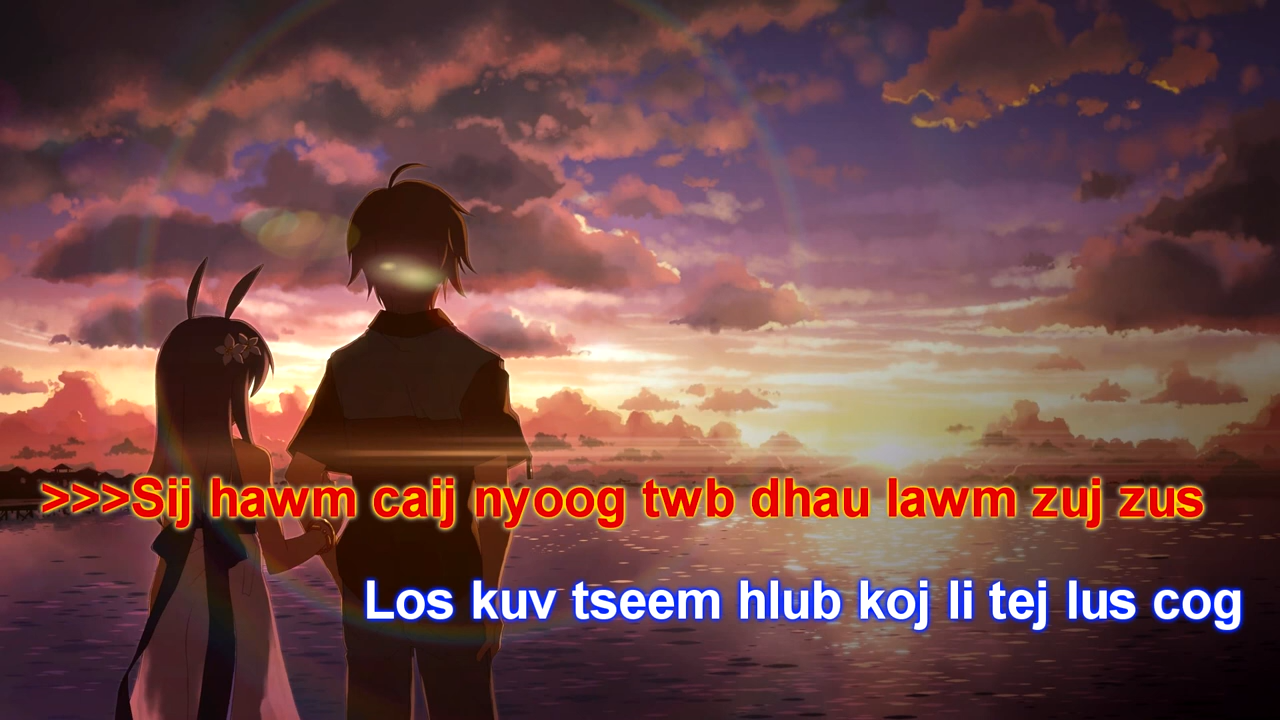 >>>Sij hawm caij nyoog twb dhau lawm zuj zus
Los kuv tseem hlub koj li tej lus cog